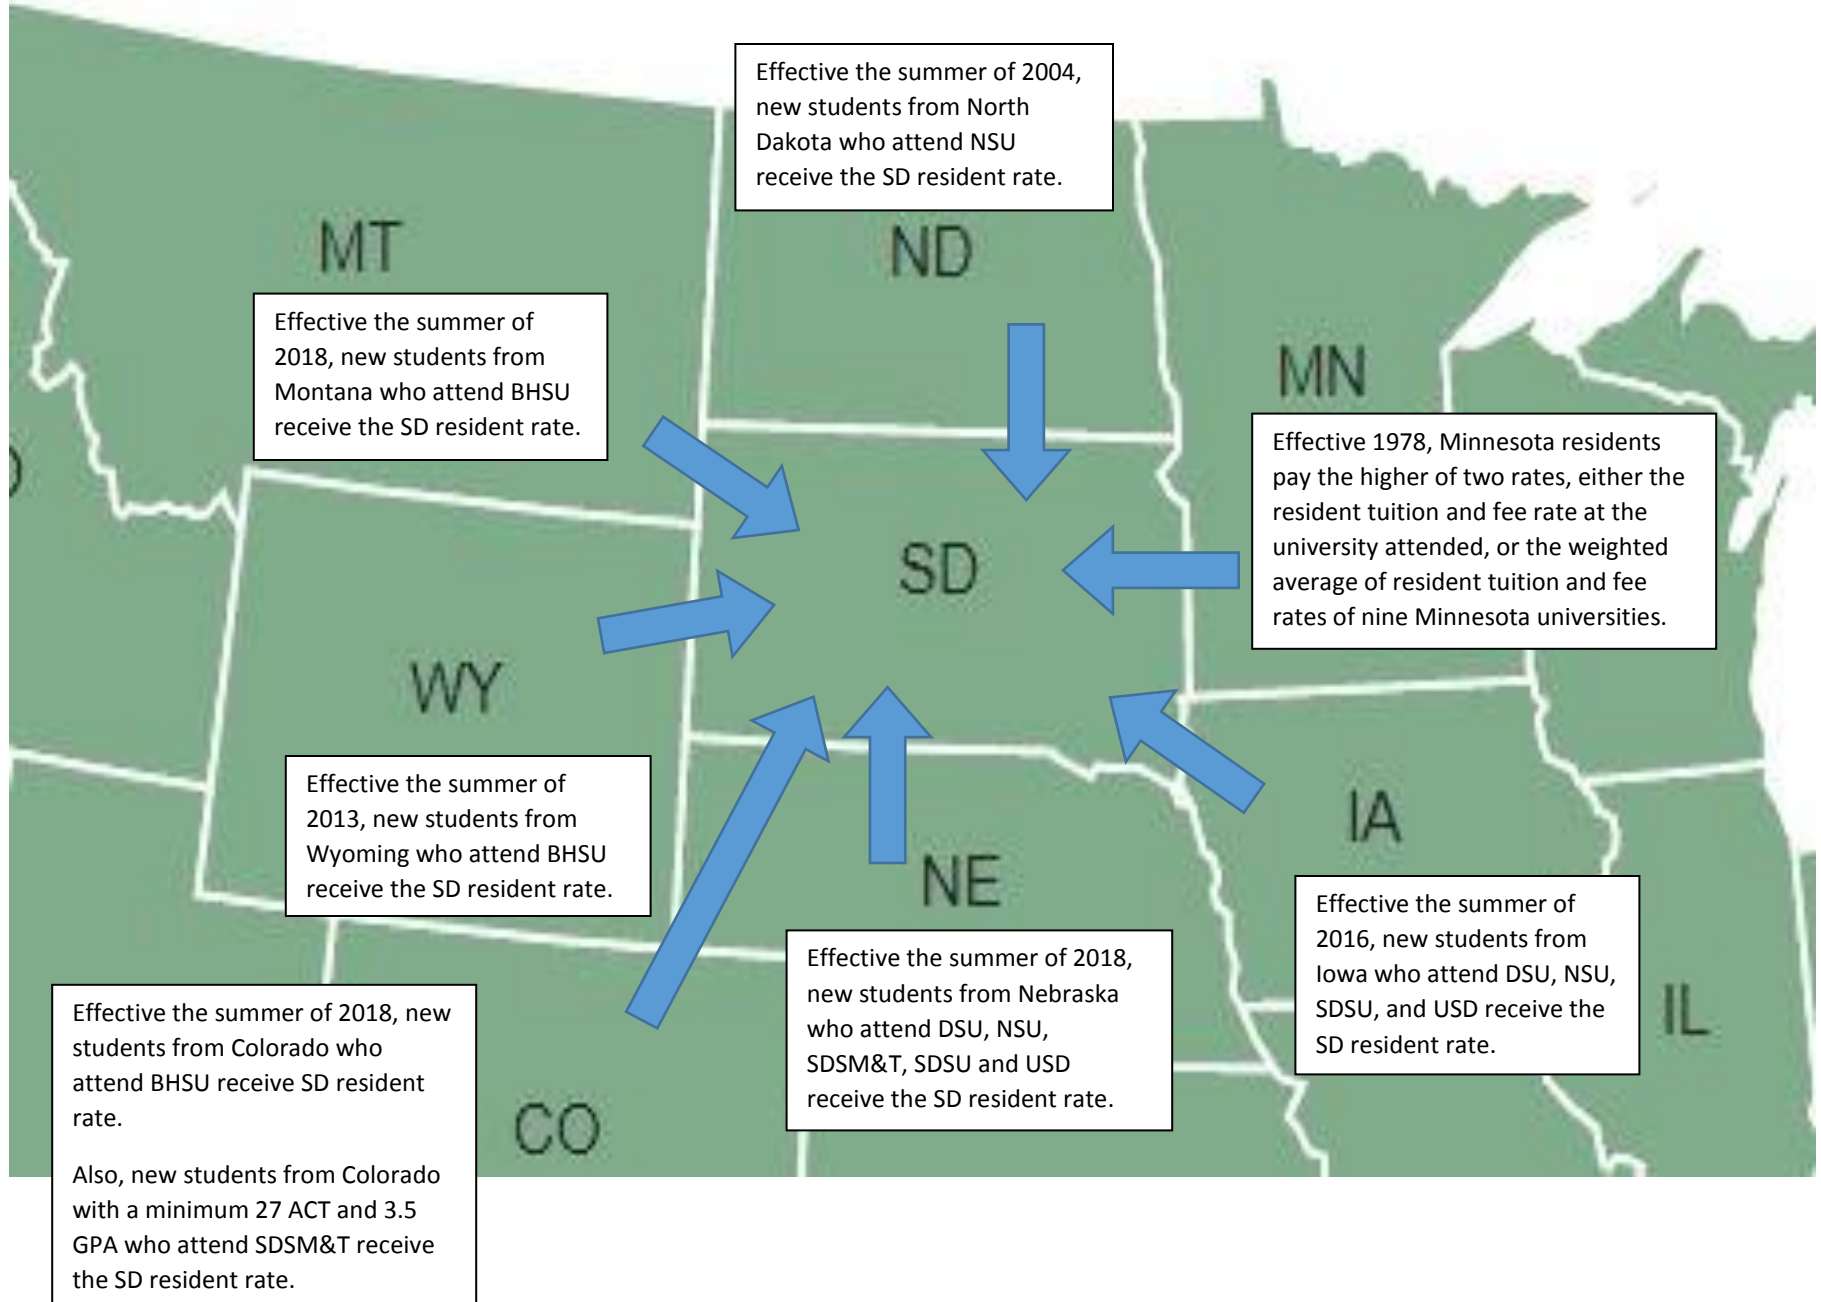 Effective the summer of 2004,
new students from North
Dakota who attend NSU
receive the SD resident rate.
MT
ND
Effective the summer of
2018, new students from
Montana who attend BHSU
receive the SD resident rate.
MN
Effective 1978, Minnesota residents
pay the higher of two rates, either the
resident tuition and fee rate at the
university attended, or the weighted
average of resident tuition and fee
rates of nine Minnesota universities.
SD
WY
Effective the summer of
2013, new students from
Wyoming who attend BHSU
receive the SD resident rate.
IA
NE
Effective the summer of
2016, new students from
Iowa who attend DSU, NSU,
SDSU, and USD receive the
SD resident rate.
Effective the summer of 2018,
new students from Nebraska
who attend DSU, NSU,
SDSM&T, SDSU and USD
receive the SD resident rate.
IL
Effective the summer of 2018, new
students from Colorado who
attend BHSU receive SD resident
rate.
Also, new students from Colorado
with a minimum 27 ACT and 3.5
GPA who attend SDSM&T receive
the SD resident rate.
CO